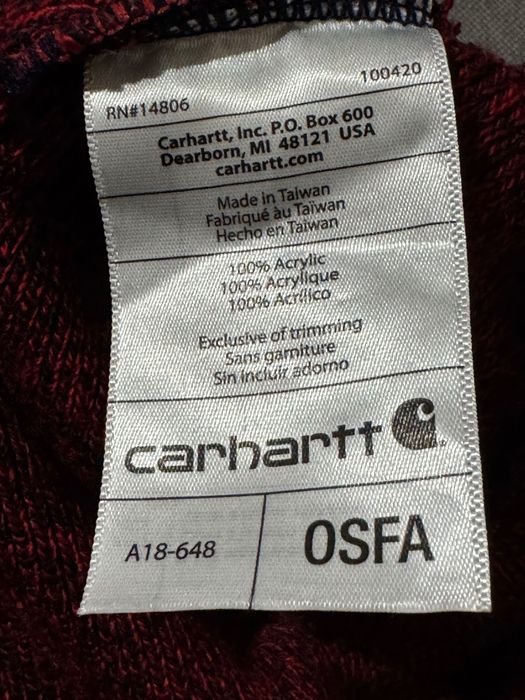 RN#14806 100420
Carhartt, Inc. P.O. Box 600
Dearborn, MI 48121 USA
carhartt.com
Made in Taiwan
Fabriqué àu Taïwan
Hecho en Taïwan
100% Acrylic
100% Acrylique
100% Acrílico
Exclusive of trimming
Sans garniture
Sin incluir adorno
carhartt
A18-648 OSFA